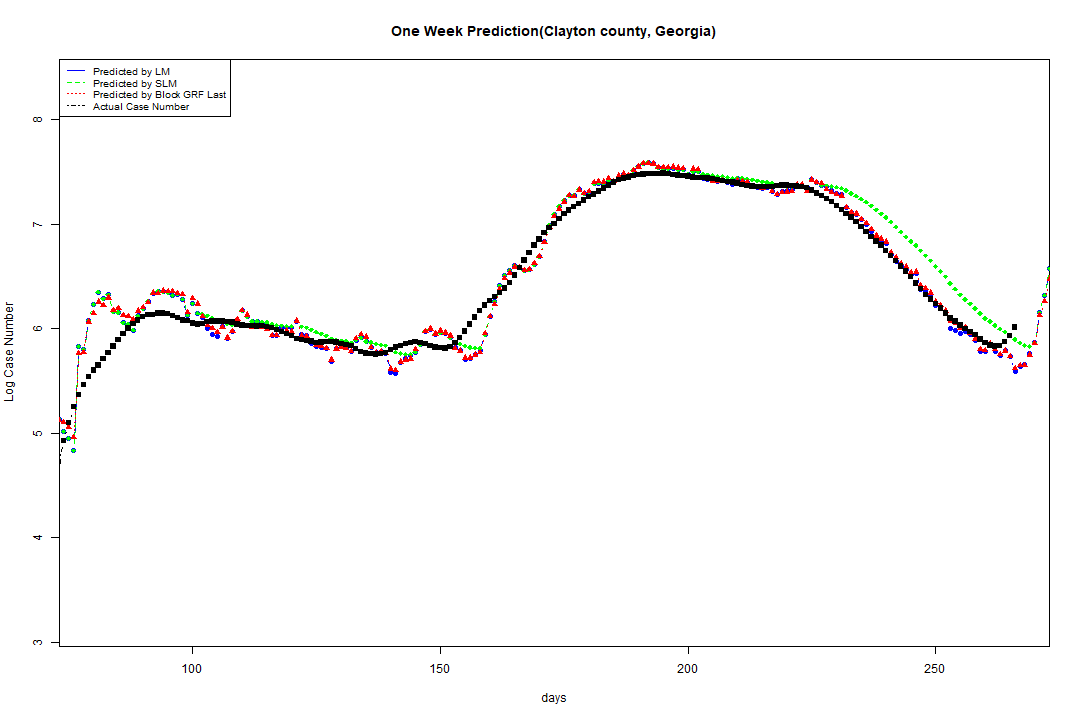 One Week Prediction(Clayton county, Georgia)
Predicted by LM
Predicted by SLM
Predicted by Block GRF Last
Actual Case Number
Log Case Number
8
7
6
5
4
3
100 150 200 250
days